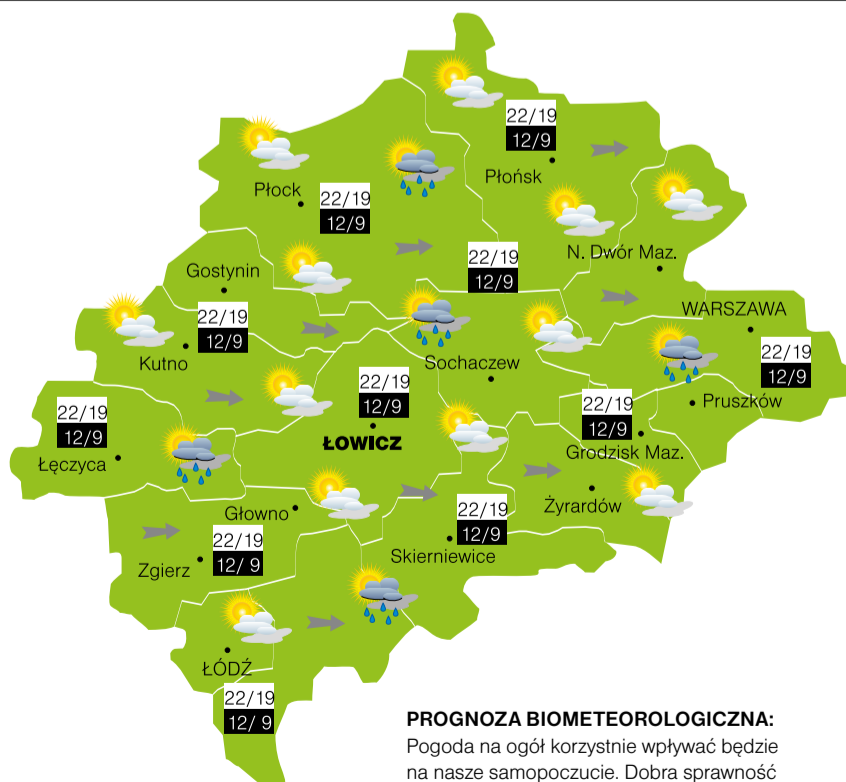 22/19
12/9
Płońsk
Płock
22/19
12/9
N. Dwór Maz.
22/19
12/9
Gostynin
WARSZAWA
22/19
12/9
Kutno
Sochaczew
22/19
12/9
22/19
12/9
ŁOWICZ
22/19
12/9
Pruszków
22/19
12/9
Łęczyca
Grodzisk Maz.
Żyrardów
Głowno
22/19
12/9
Skierniewice
22/19
12/ 9
Zgierz
ŁÓDŹ
22/19
12/ 9
PROGNOZA BIOMETEOROLOGICZNA:
Pogoda na ogół korzystnie wpływać będzie
na nasze samopoczucie. Dobra sprawność